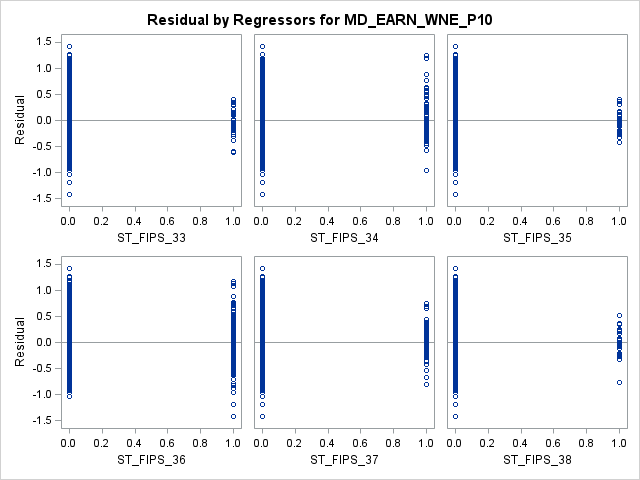 Residual by Regressors for MD_EARN_WNE_P10
1.5
1.0
0.5
0.0
-0.5
-1.0
-1.5
Residual
0.0 0.2 0.4 0.6 0.8 1.0
ST_FIPS_33
0.0 0.2 0.4 0.6 0.8 1.0
ST_FIPS_34
0.0 0.2 0.4 0.6 0.8 1.0
ST_FIPS_35
1.5
1.0
0.5
0.0
-0.5
-1.0
-1.5
Residual
0.0 0.2 0.4 0.6 0.8 1.0
ST_FIPS_36
0.0 0.2 0.4 0.6 0.8 1.0
ST_FIPS_37
0.0 0.2 0.4 0.6 0.8 1.0
ST_FIPS_38